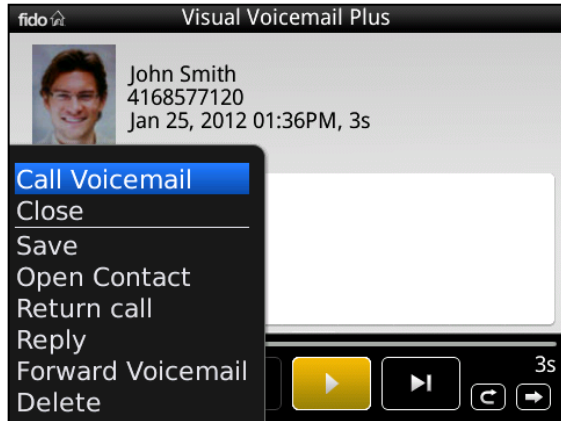 fido
Visual Voicemail Plus
John Smith
4168577120
Jan 25, 2012 01:36PM, 3s
Call Voicemail
Close
Save
Open Contact
Return call
Reply
Forward Voicemail
Delete
3s